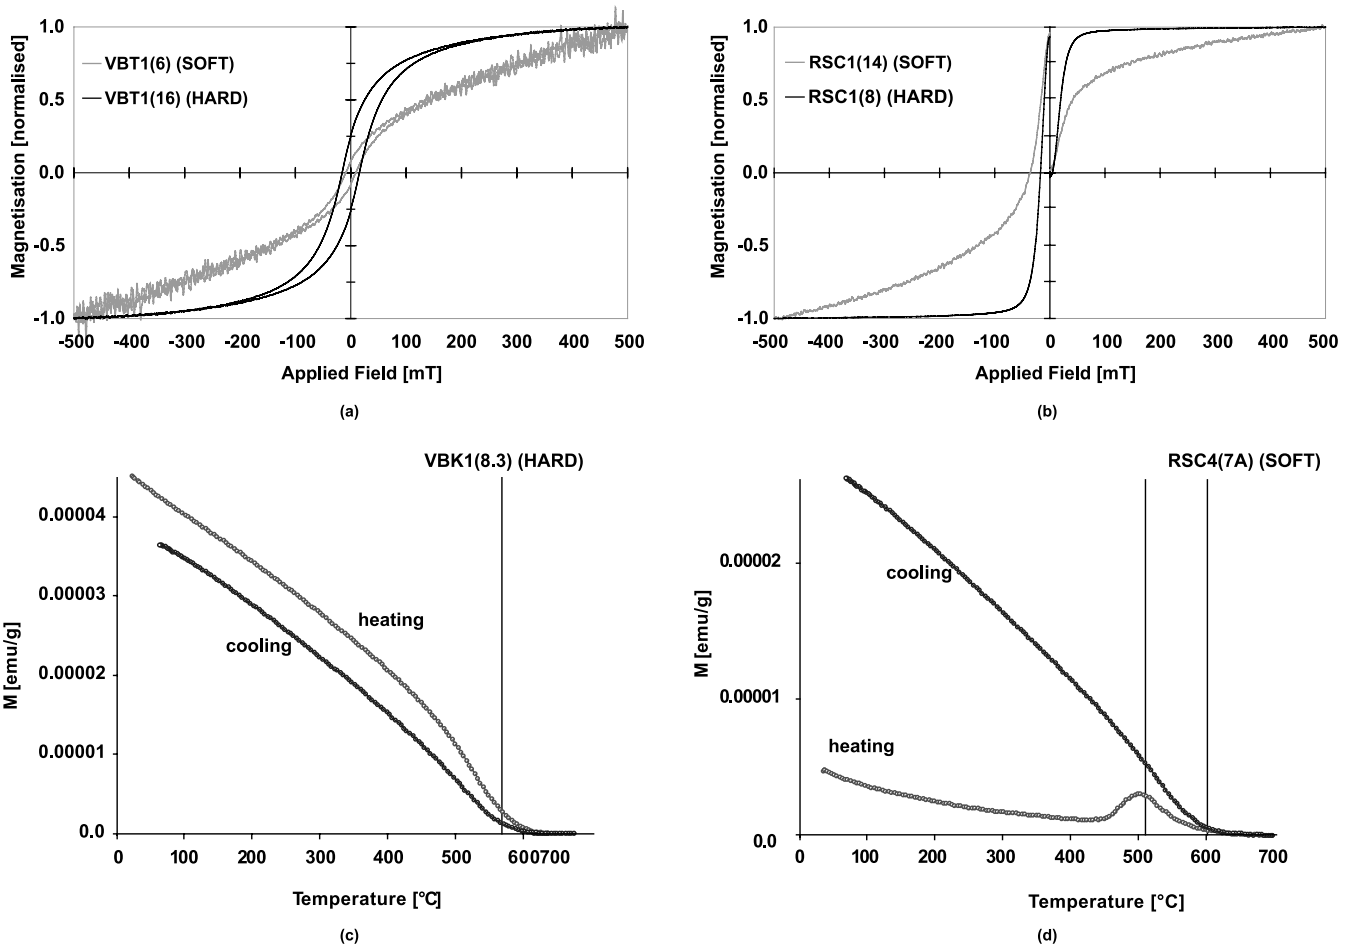 1.0
0.5
0.0
-0.5
-1.0
Magnetisation [normalised]
VBT1(6) (SOFT)
VBT1(16) (HARD)
-500 -400 -300 -200 -100 0 100 200 300 400 500
Applied Field [mT]
(a)
1.0
0.5
0.0
-0.5
-1.0
Magnetisation [normalised]
RSC1(14) (SOFT)
RSC1(8) (HARD)
-500 -400 -300 -200 -100 0 100 200 300 400 500
Applied Field [mT]
(b)
VBK1(8.3) (HARD)
0.00004
0.00003
0.00002
0.00001
0.0
M [emu/g]
heating
cooling
0 100 200 300 400 500 600700
Temperature [°C]
(c)
RSC4(7A) (SOFT)
0.00002
0.00001
0.0
M [emu/g]
cooling
heating
0 100 200 300 400 500 600 700
Temperature [°C]
(d)